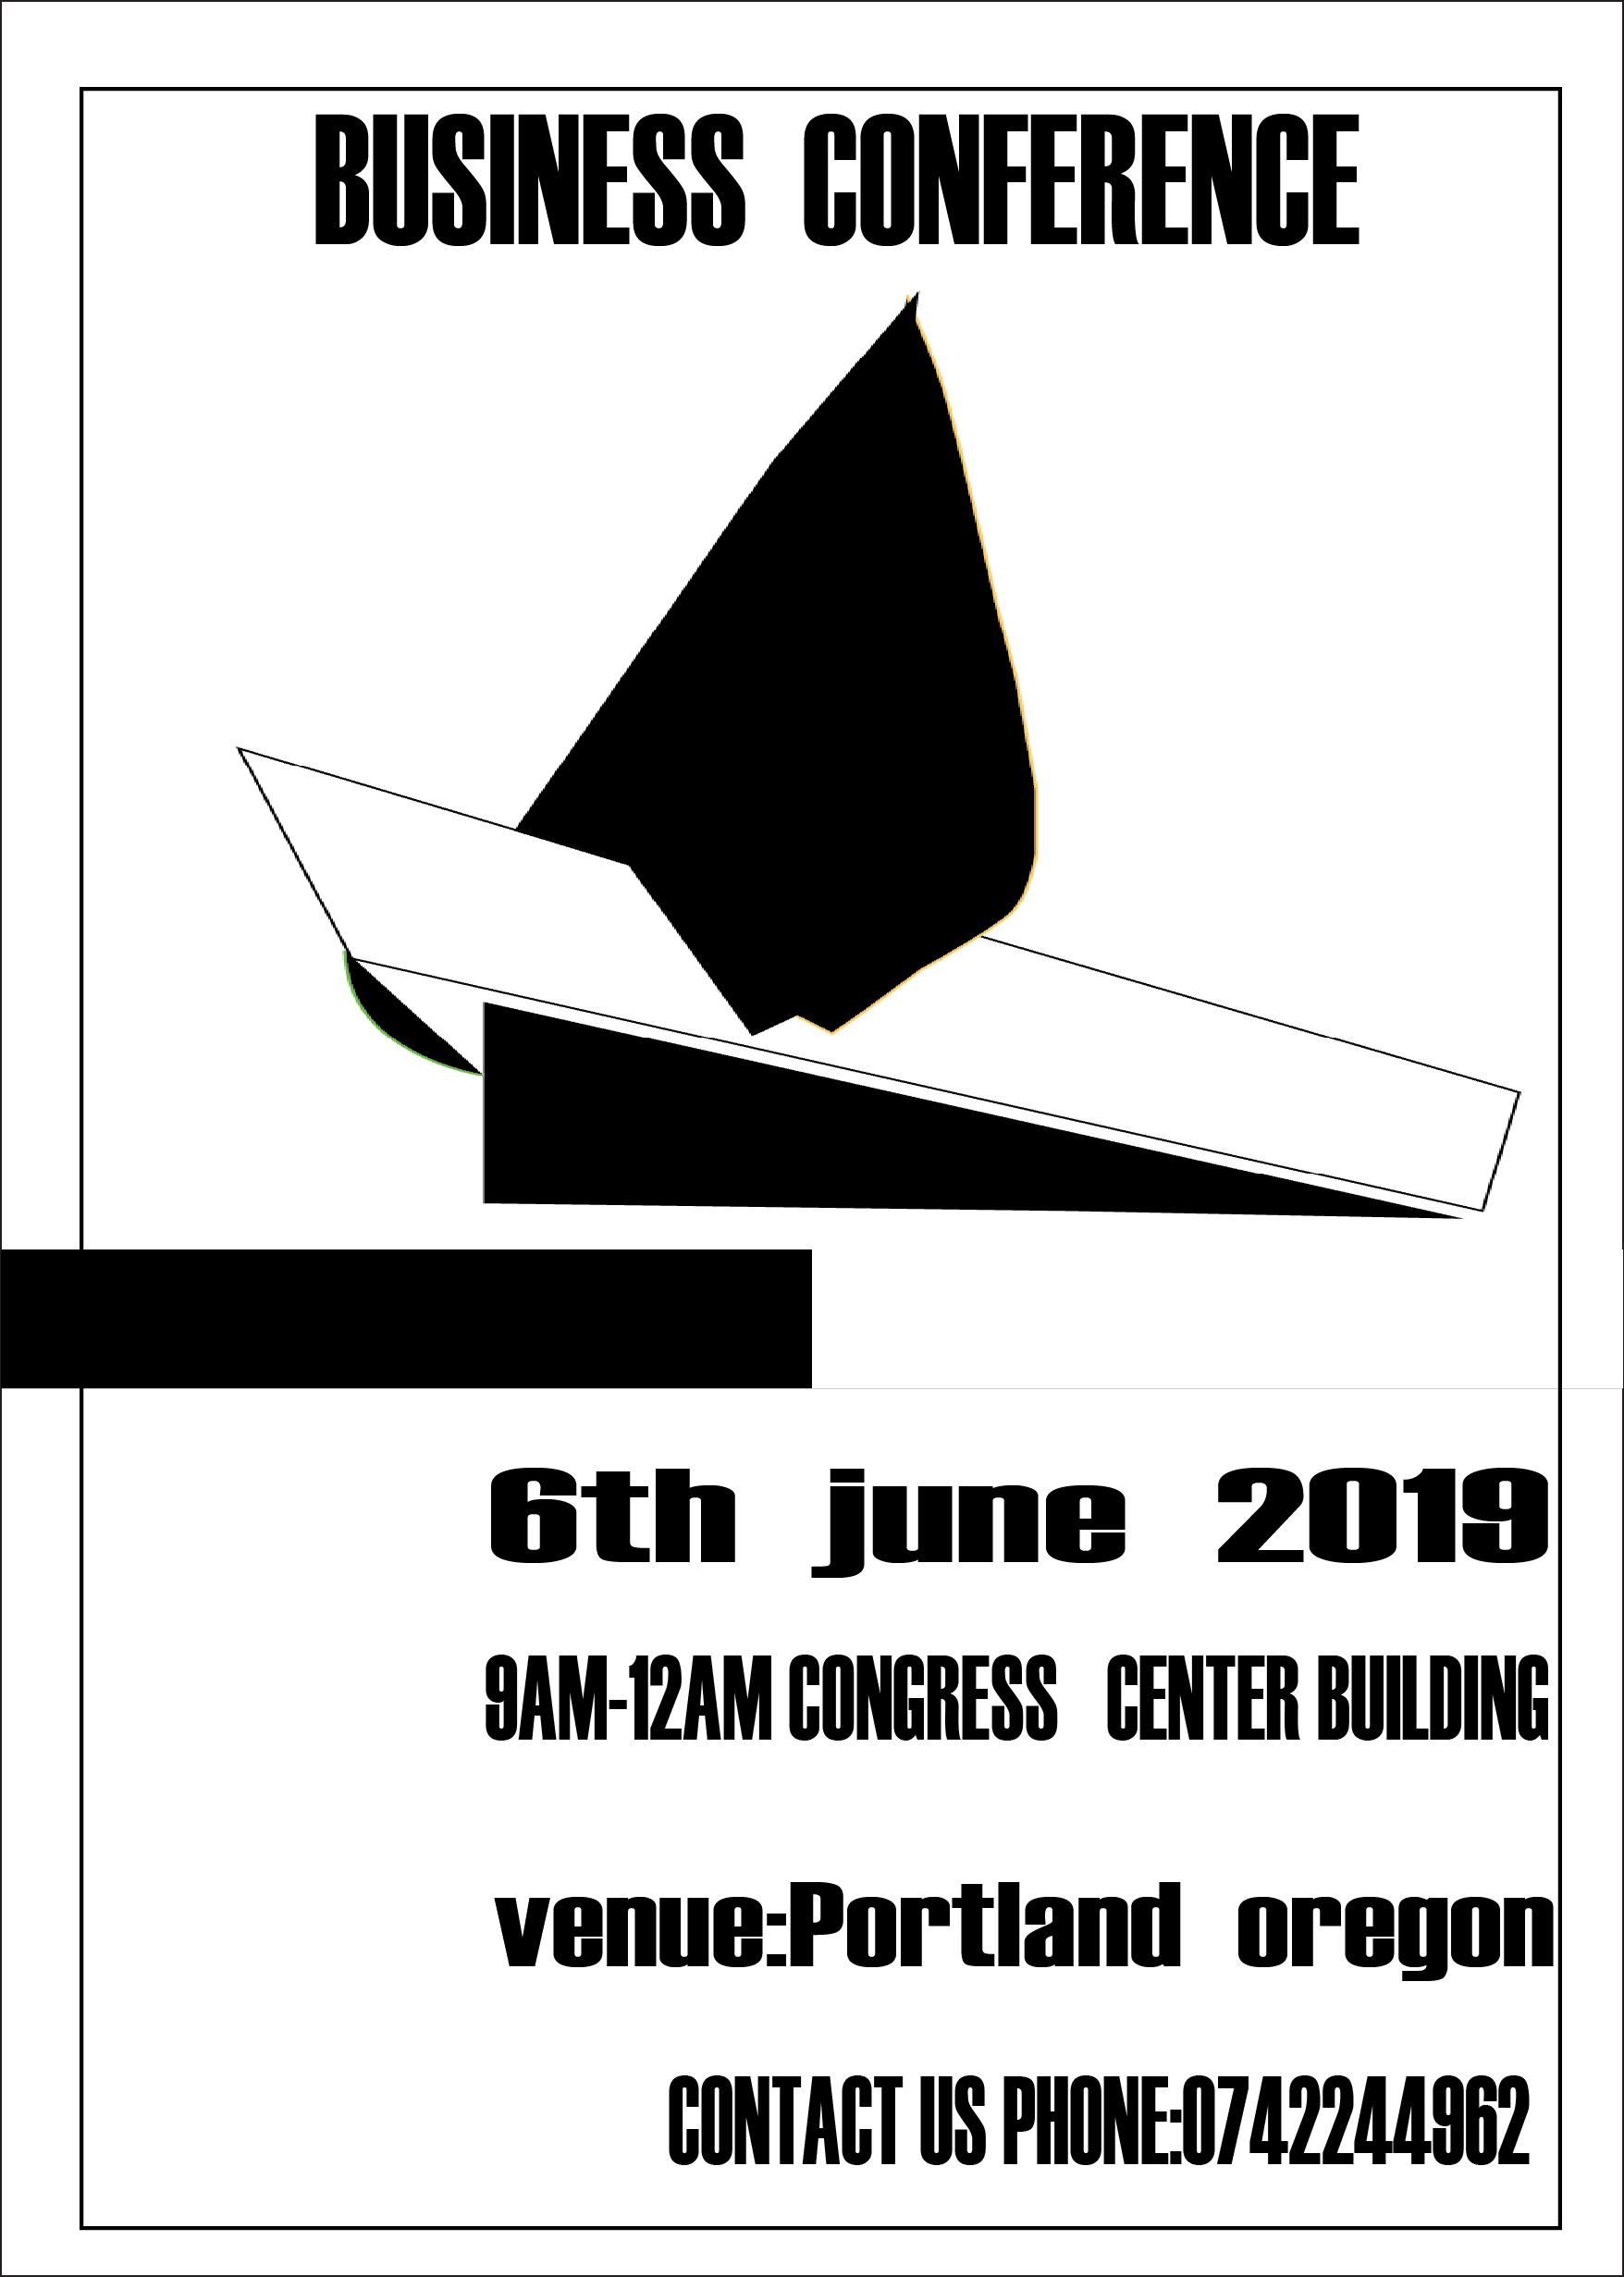 BUSINESS CONFERENCE
6th june 2019
9AM-12AM CONGRESS CENTER BUILDING
venue:Portland oregon
CONTACT US PHONE:0742244962